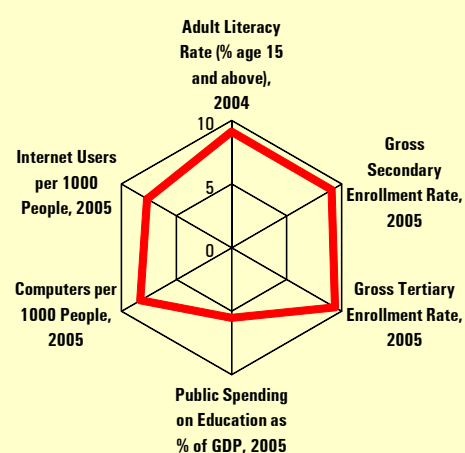 Adult Literacy
Rate (% age 15
and above),
2004
10
5
0
Gross
Secondary
Enrollment Rate,
2005
Gross Tertiary
Enrollment Rate,
2005
Public Spending
on Education as
% of GDP, 2005
Computers per
1000 People,
2005
Internet Users
per 1000
People, 2005